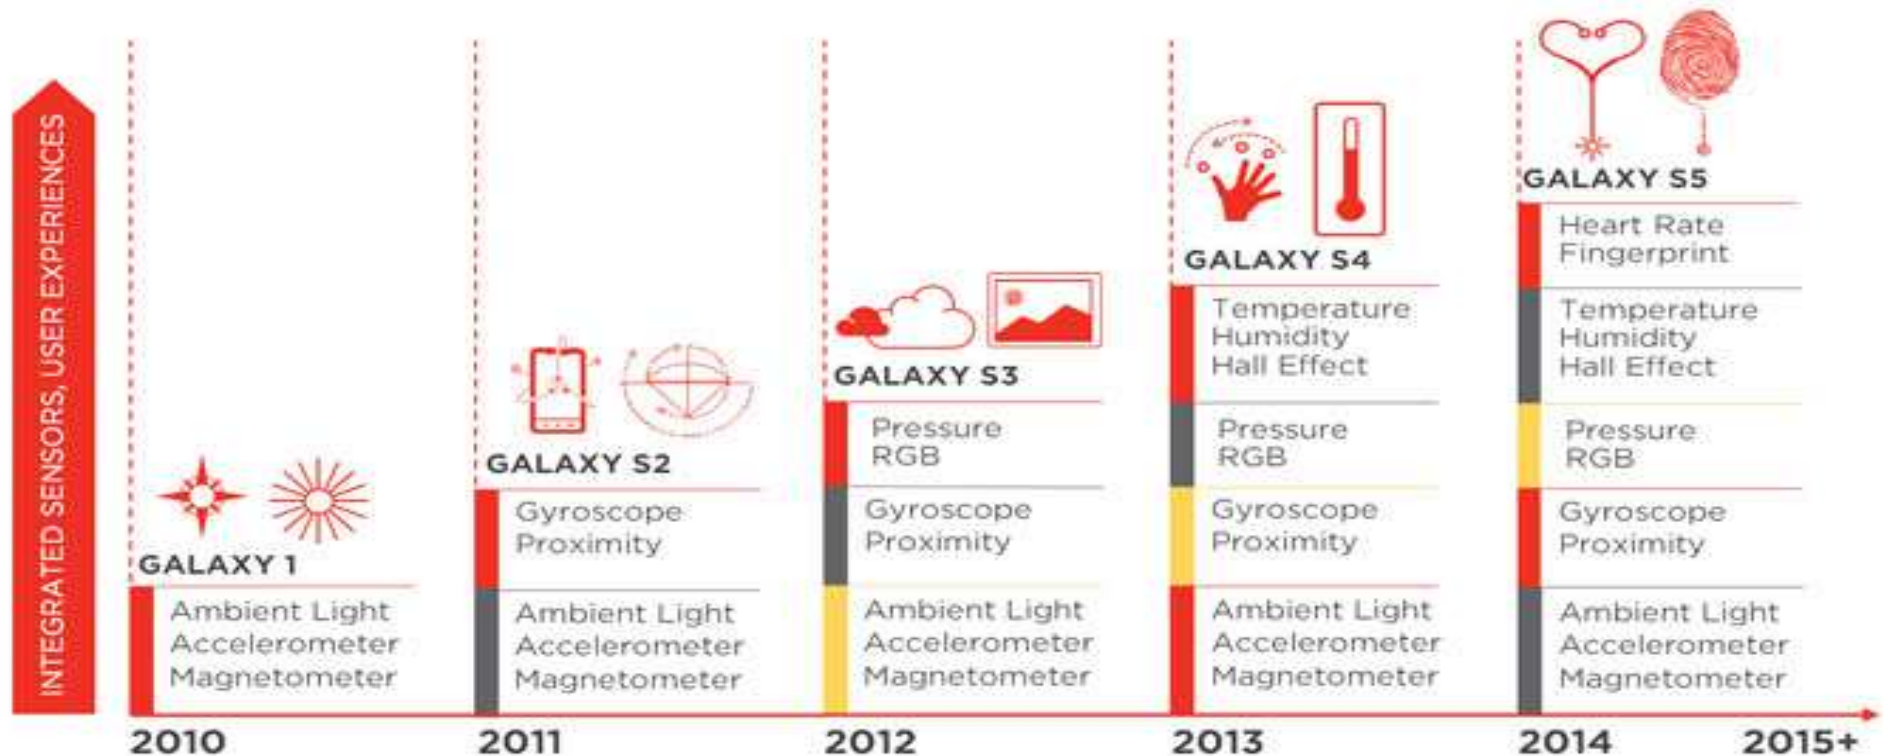 INTEGRATED SENSORS, USER EXPERIENCES
GALAXY 1
Ambient Light
Accelerometer
Magnetometer
2010
GALAXY S2
Gyroscope
Proximity
Ambient Light
Accelerometer
Magnetometer
2011
GALAXY S3
Pressure
RGB
Gyroscope
Proximity
Ambient Light
Accelerometer
Magnetometer
2012
GALAXY S4
Temperature
Humidity
Hall Effect
Pressure
RGB
Gyroscope
Proximity
Ambient Light
Accelerometer
Magnetometer
2013
GALAXY S5
Heart Rate
Fingerprint
Temperature
Humidity
Hall Effect
Pressure
RGB
Gyroscope
Proximity
Ambient Light
Accelerometer
Magnetometer
2014
2015+